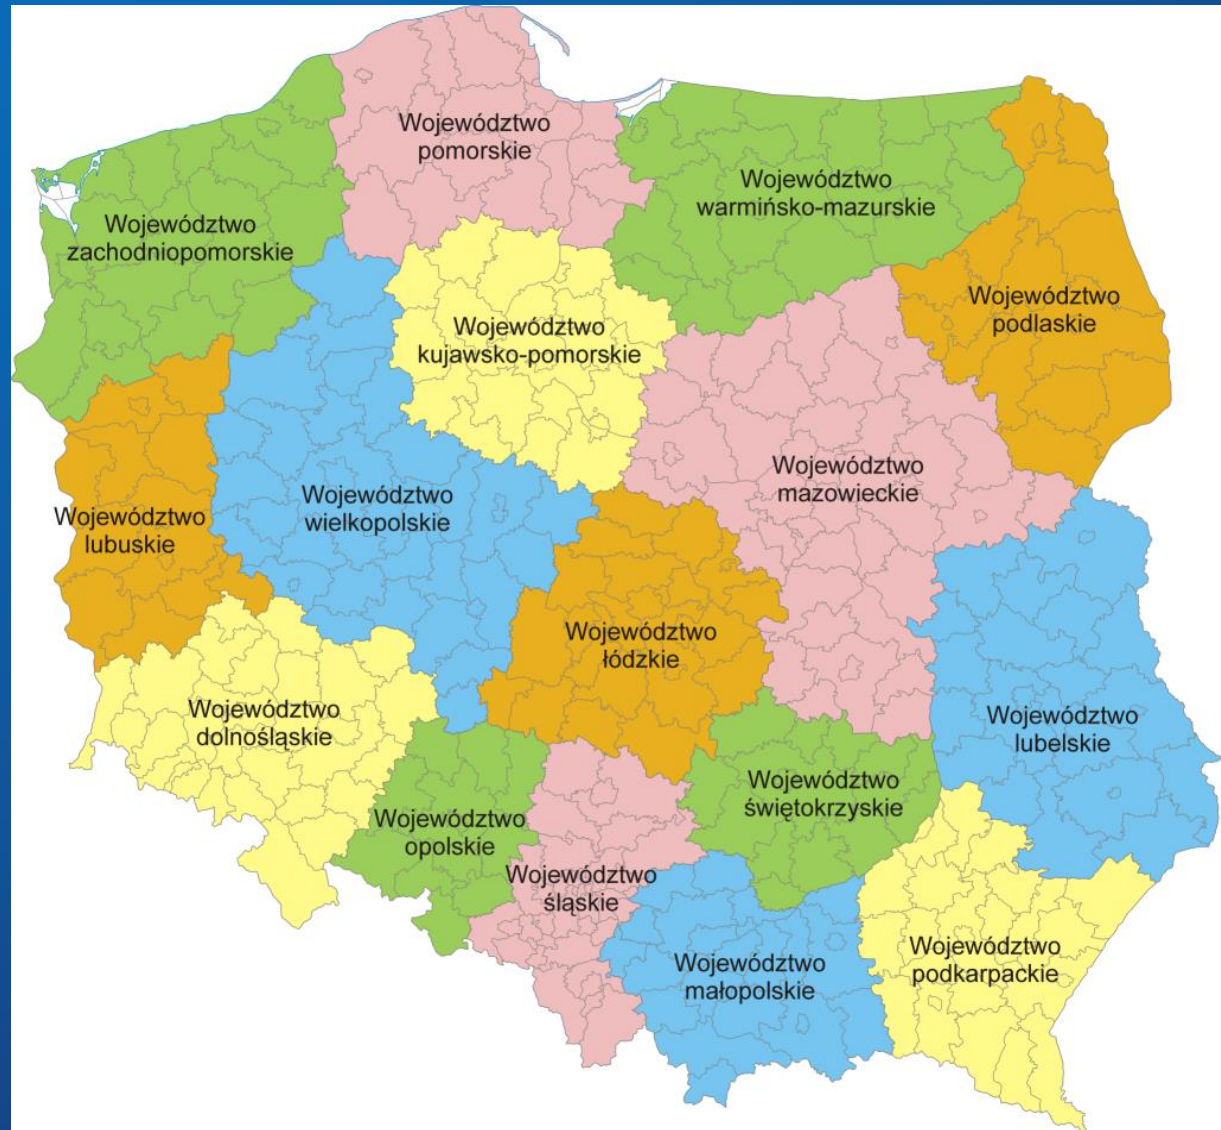 Województwo
pomorskie
Województwo
warmińsko-mazurskie
Województwo
zachodniopomorskie
Województwo
podlaskie
Województwo
kujawsko-pomorskie
Województwo
mazowieckie
Województwo
wielkopolskie
Województwo
lubuskie
Województwo
łódzkie
Województwo
dolnośląskie
Województwo
lubelskie
Województwo
świętokrzyskie
Województwo
opolskie
Województwo
śląskie
Województwo
podkarpackie
Województwo
małopolskie